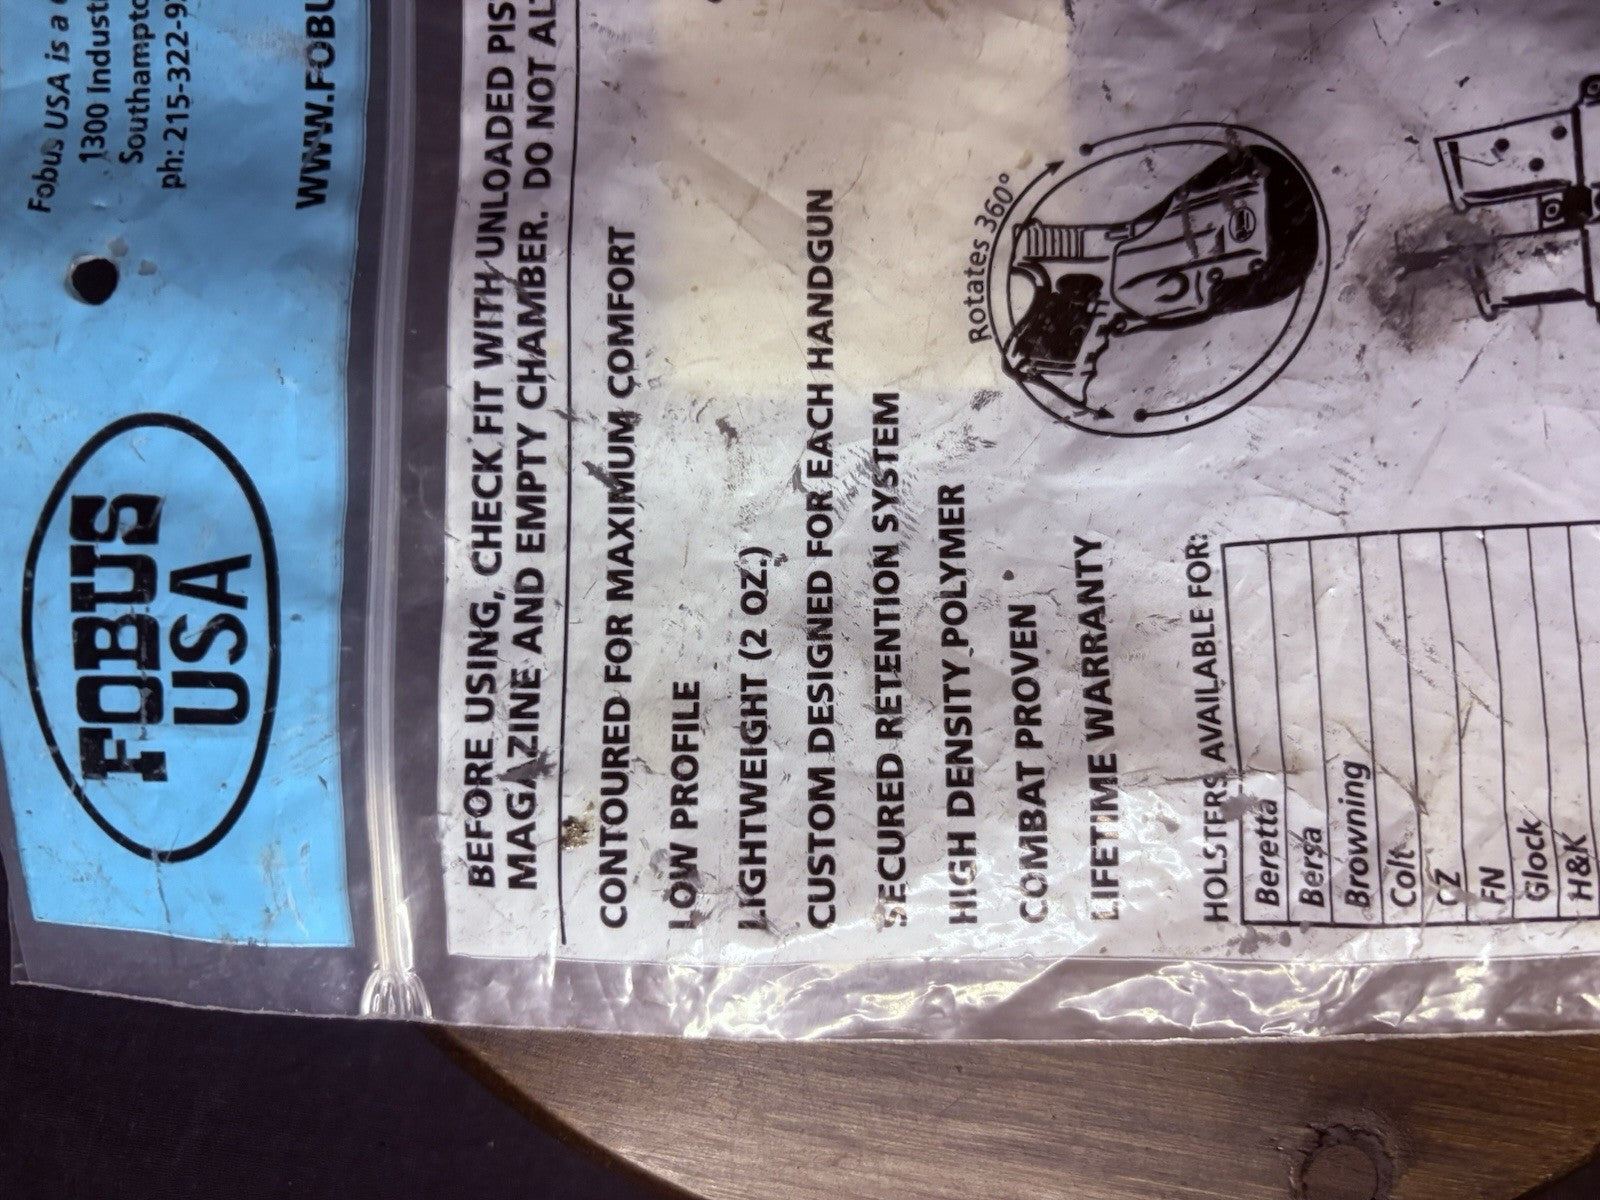 Fobus USA is a
1300 Indust
Southampto
ph: 215-322-9
WWW.FOBU
FOBUS
USA
BEFORE USING, CHECK FIT WITH UNLOADED PIS
MAGAZINE AND EMPTY CHAMBER. DO NOT AL
CONTOURED FOR MAXIMUM COMFORT
LOW PROFILE
LIGHTWEIGHT (2 OZ.)
CUSTOM DESIGNED FOR EACH HANDGUN
SECURED RETENTION SYSTEM
HIGH DENSITY POLYMER
COMBAT PROVEN
LIFETIME WARRANTY
Rotates 360°
HOLSTERS AVAILABLE FOR:
Beretta
Bersa
Browning
Colt
CZ
FN
Glock
H&K